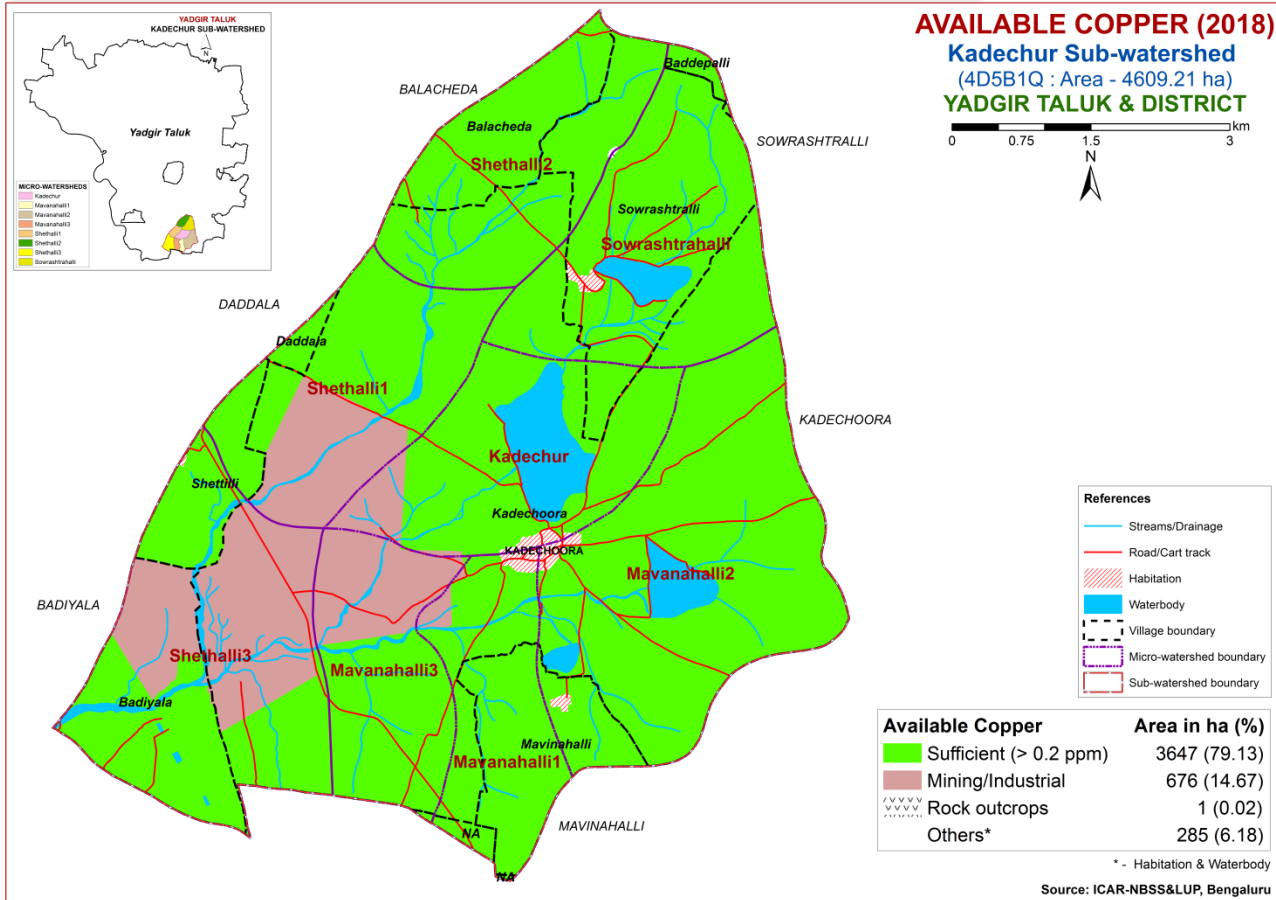 YADGIR TALUK
KADECHUR SUB-WATERSHED
N
Yadgir Taluk
MICRO-WATERSHEDS
Kadechur
Mavanahalli1
Mavanahalli2
Mavanahalli3
Shethalli1
Shethalli2
Shethalli3
Sowrashtrahalli
AVAILABLE COPPER (2018)
Kadechur Sub-watershed
(4D5B1Q : Area - 4609.21 ha)
YADGIR TALUK & DISTRICT
km
0 0.75 1.5 3
N
Baddepalli
BALACHEDA
Balacheda
SOWRASHTRALLI
Shethalli2
Sowrashtralli
Sowrashtrahalli
DADDALA
Daddala
Shethalli1
KADECHOORA
Kadechur
Shettilli
Kadechoora
KADECHOORA
Mavanahalli2
BADIYALA
Shethalli3
Mavanahalli3
Badiyala
Mavinahalli
Mavanahalli1
MAVINAHALLI
NA
NA
References
Streams/Drainage
Road/Cart track
Habitation
Waterbody
Village boundary
Micro-watershed boundary
Sub-watershed boundary
Available Copper Area in ha (%)
Sufficient (> 0.2 ppm) 3647 (79.13)
Mining/Industrial 676 (14.67)
Rock outcrops 1 (0.02)
Others* 285 (6.18)
* - Habitation & Waterbody
Source: ICAR-NBSS&LUP, Bengaluru